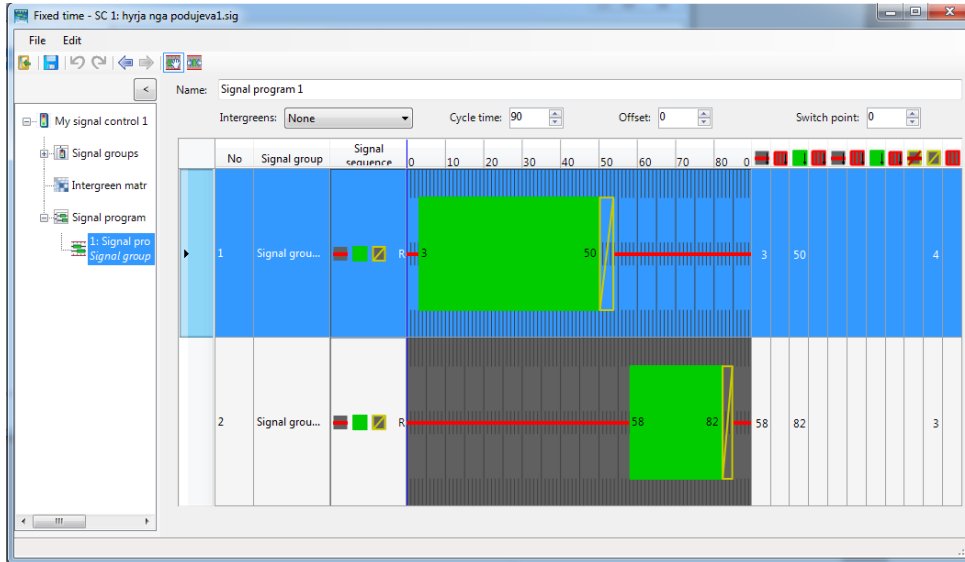 Fixed time - SC 1: hyrja nga podujeva1.sig
File Edit
<
Name: Signal program 1
My signal control 1
Intergreens: None Cycle time: 90 Offset: 0 Switch point: 0
Signal groups
Intergreen matr
Signal program
1: Signal pro
Signal group
No Signal group Signal sequence 0 10 20 30 40 50 60 70 80 0
1 Signal grou... R 3 50 3 50 4
2 Signal grou... R 58 82 58 82 3